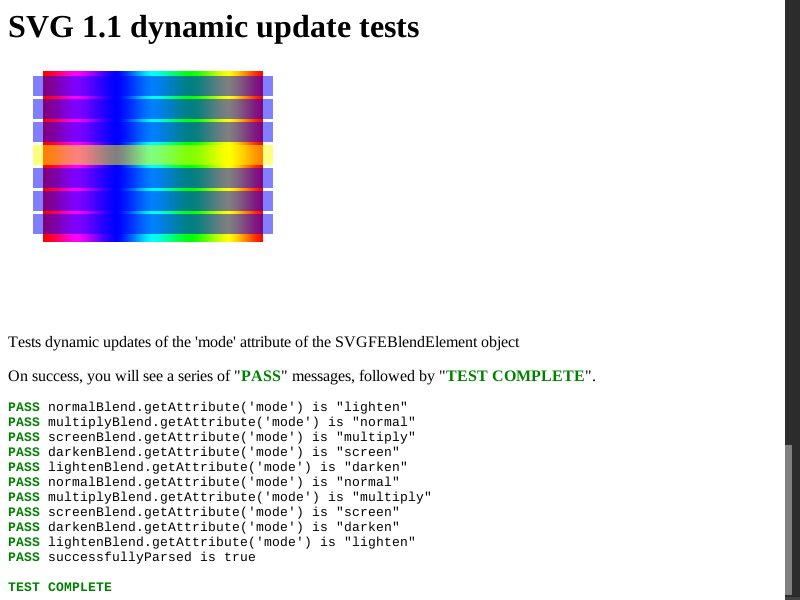 SVG 1.1 dynamic update tests
Tests dynamic updates of the 'mode' attribute of the SVGFEBlendElement object
On success, you will see a series of "PASS" messages, followed by "TEST COMPLETE".
PASS normalBlend.getAttribute('mode') is "lighten"
PASS multiplyBlend.getAttribute('mode') is "normal"
PASS screenBlend.getAttribute('mode') is "multiply"
PASS darkenBlend.getAttribute('mode') is "screen"
PASS lightenBlend.getAttribute('mode') is "darken"
PASS normalBlend.getAttribute('mode') is "normal"
PASS multiplyBlend.getAttribute('mode') is "multiply"
PASS screenBlend.getAttribute('mode') is "screen"
PASS darkenBlend.getAttribute('mode') is "darken"
PASS lightenBlend.getAttribute('mode') is "lighten"
PASS successfullyParsed is true
TEST COMPLETE